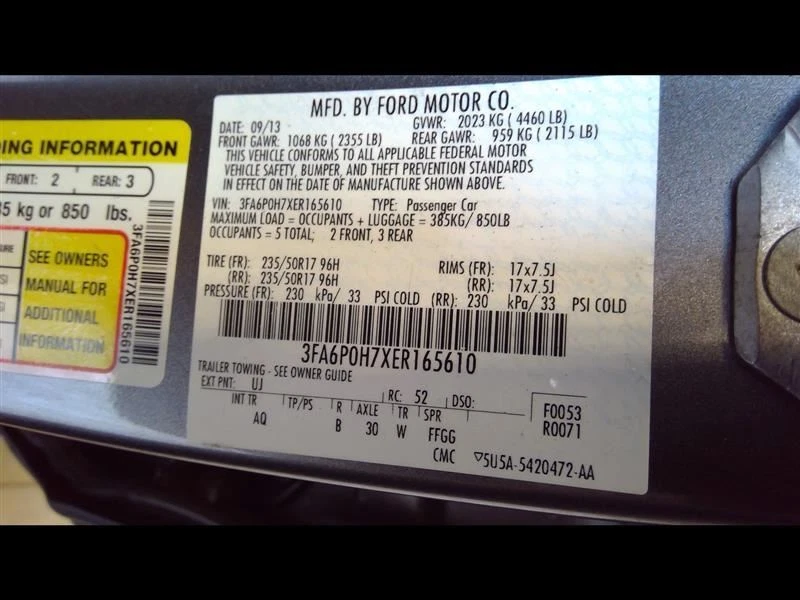 DING INFORMATION
FRONT: 2 REAR: 3
85 kg or 850 lbs.
SEE OWNERS
MANUAL FOR
ADDITIONAL
INFORMATION
3FA6P0H7XER165610
MFD. BY FORD MOTOR CO.
DATE: 09/13 GVWR: 2023 KG ( 4460 LB)
FRONT GAWR: 1068 KG ( 2355 LB) REAR GAWR: 959 KG ( 2115 LB)
THIS VEHICLE CONFORMS TO ALL APPLICABLE FEDERAL MOTOR
VEHICLE SAFETY, BUMPER, AND THEFT PREVENTION STANDARDS
IN EFFECT ON THE DATE OF MANUFACTURE SHOWN ABOVE.
VIN: 3FA6P0H7XER165610 TYPE: Passenger Car
MAXIMUM LOAD = OCCUPANTS + LUGGAGE = 385KG/ 850LB
OCCUPANTS = 5 TOTAL; 2 FRONT, 3 REAR
TIRE (FR): 235/50R17 96H RIMS (FR): 17x7.5J
(RR): 235/50R17 96H (RR): 17x7.5J
PRESSURE (FR): 230 kPa/ 33 PSI COLD (RR): 230 kPa/ 33 PSI COLD
3FA6P0H7XER165610
TRAILER TOWING - SEE OWNER GUIDE
EXT PNT: UJ RC: 52 DSO:
INT TR TP/PS R AXLE TR SPR
AQ B 30 W FFGG
F0053
R0071
CMC ▽5U5A-5420472-AA